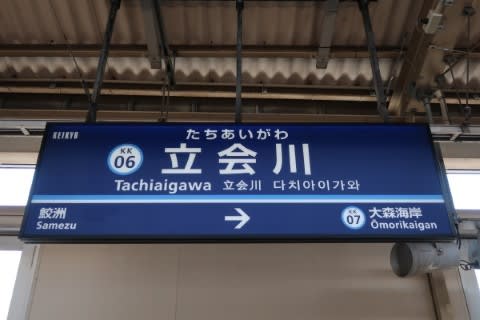 KEIKYU
たちあいがわ
KK
06
立会川
Tachiaigawa 立会川 다치아이가와
鮫洲
Samezu
→
KK
07
大森海岸
Ōmorikaigan